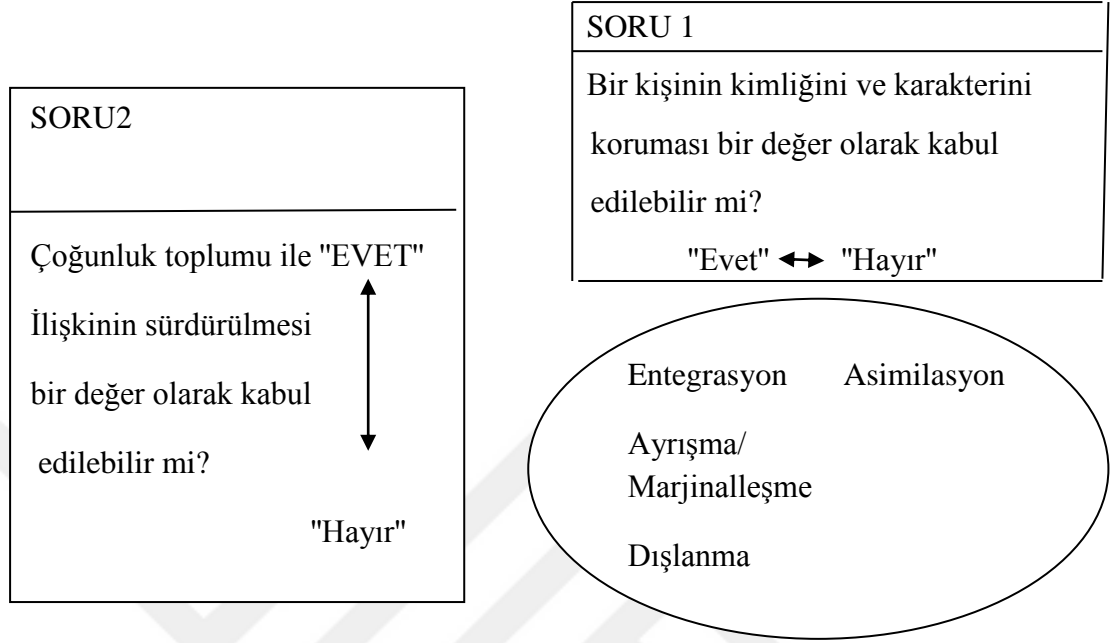 SORU 1
Bir kişinin kimliğini ve karakterini
koruması bir değer olarak kabul
edilebilir mi?
"Evet" "Hayır"
SORU2
Çoğunluk toplumu ile "EVET"
İlişkinin sürdürülmesi
bir değer olarak kabul
edilebilir mi?
"Hayır"
Entegrasyon Asimilasyon
Ayrışma/
Marjinalleşme
Dışlanma